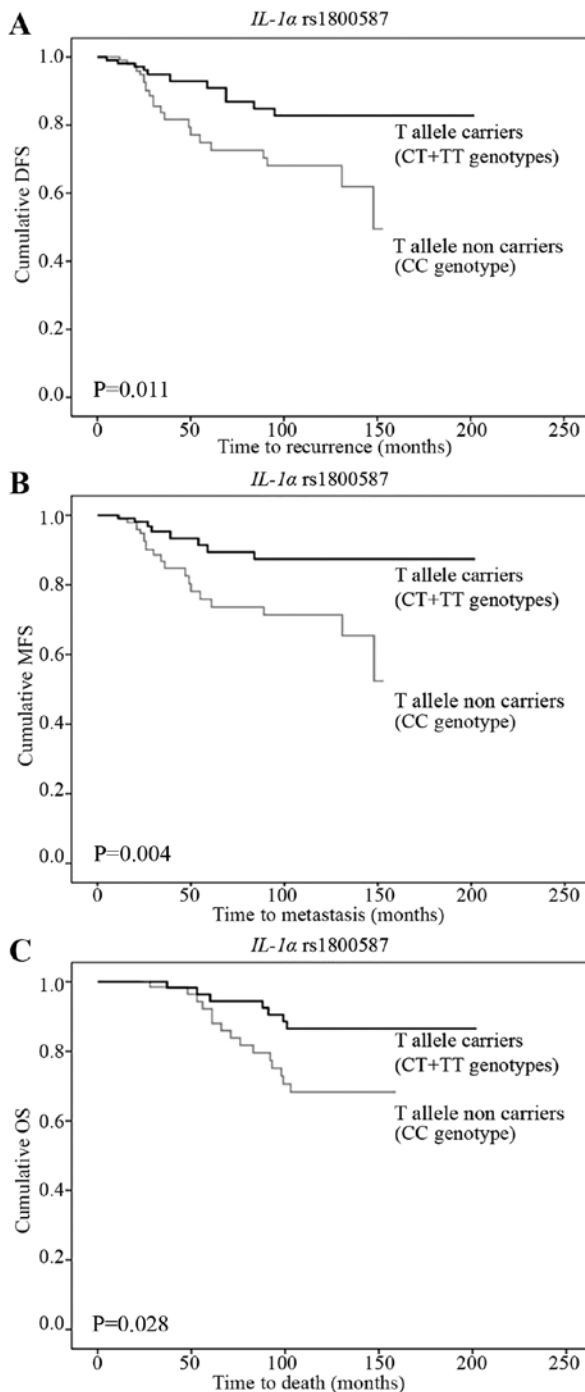 A
IL-1α rs1800587
1.0
0.8
0.6
0.4
0.2
0.0
Cumulative DFS
T allele carriers
(CT+TT genotypes)
T allele non carriers
(CC genotype)
P=0.011
0 50 100 150 200 250
Time to recurrence (months)
B
IL-1α rs1800587
1.0
0.8
0.6
0.4
0.2
0.0
Cumulative MFS
T allele carriers
(CT+TT genotypes)
T allele non carriers
(CC genotype)
P=0.004
0 50 100 150 200 250
Time to metastasis (months)
C
IL-1α rs1800587
1.0
0.8
0.6
0.4
0.2
0.0
Cumulative OS
T allele carriers
(CT+TT genotypes)
T allele non carriers
(CC genotype)
P=0.028
0 50 100 150 200 250
Time to death (months)